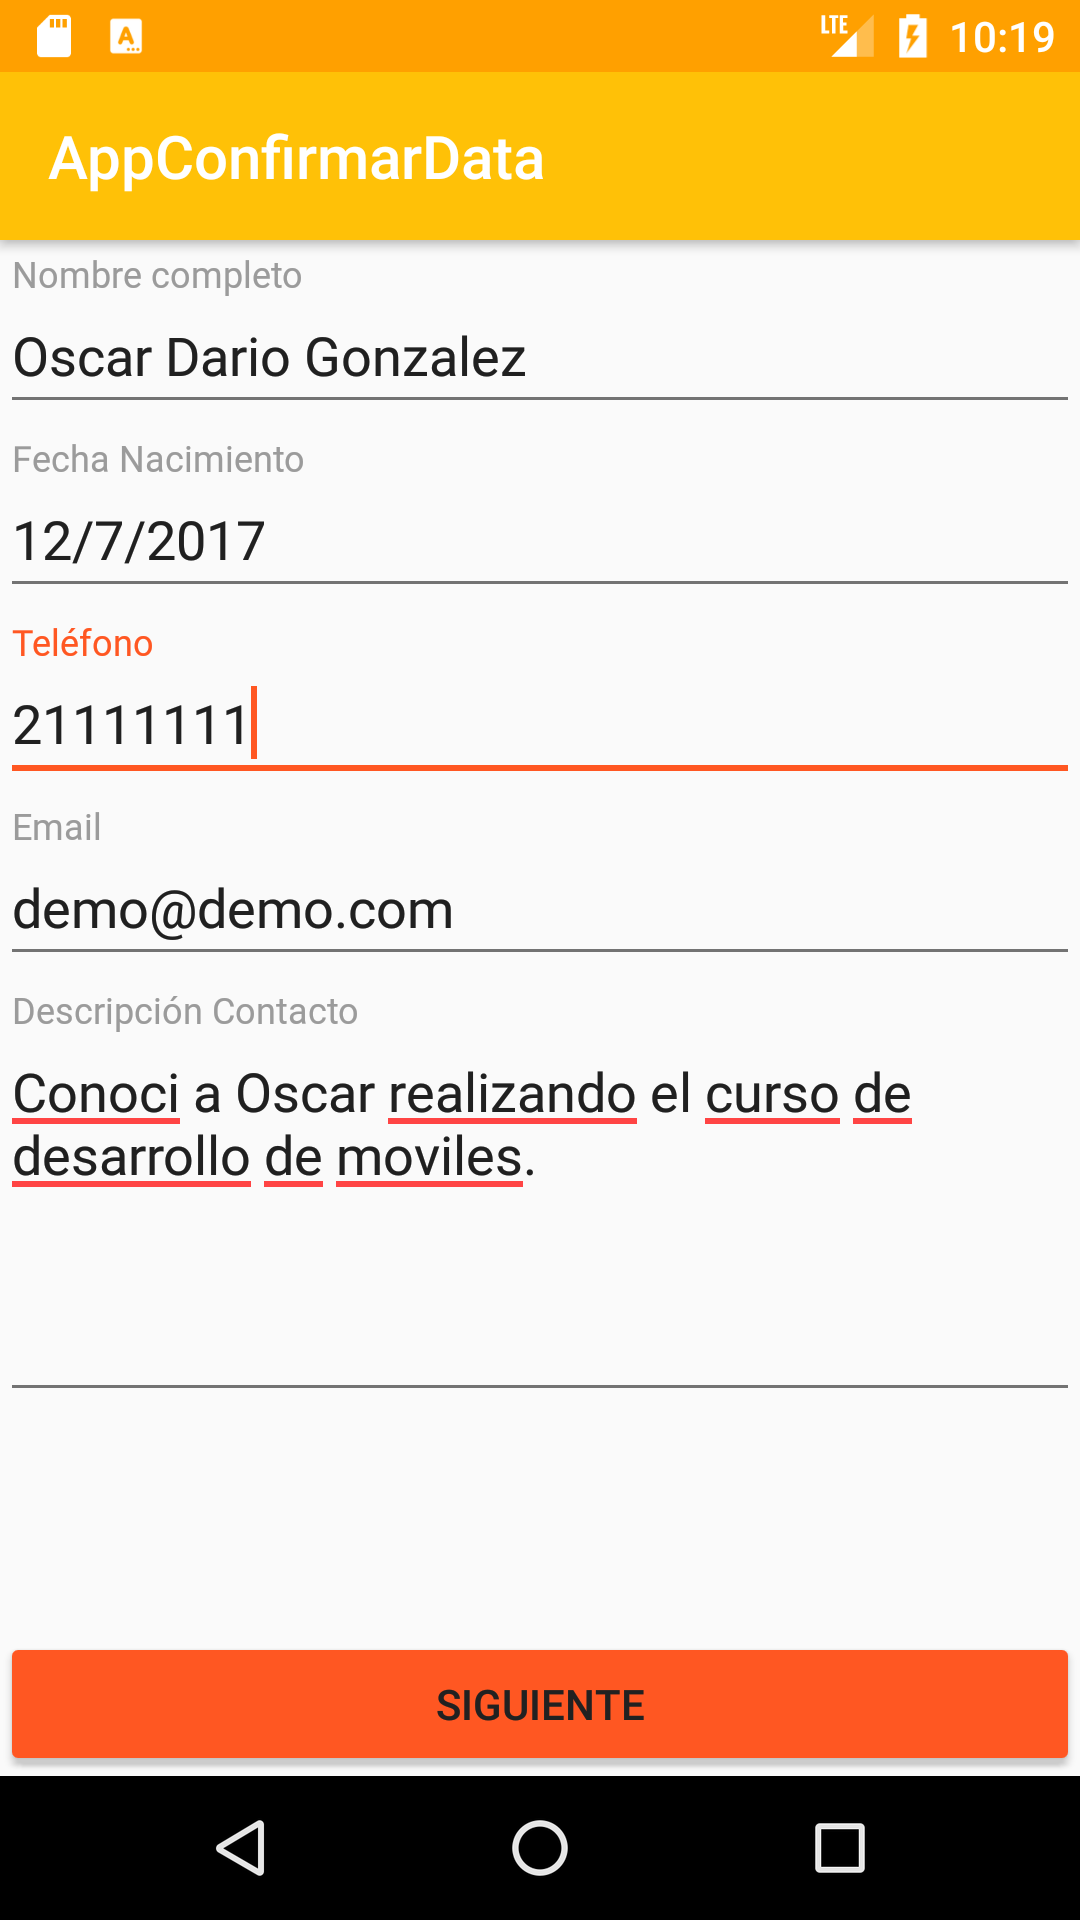 LTE 10:19
AppConfirmarData
Nombre completo
Oscar Dario Gonzalez
Fecha Nacimiento
12/7/2017
Teléfono
21111111
Email
demo@demo.com
Descripción Contacto
Conoci a Oscar realizando el curso de
desarrollo de moviles.
SIGUIENTE